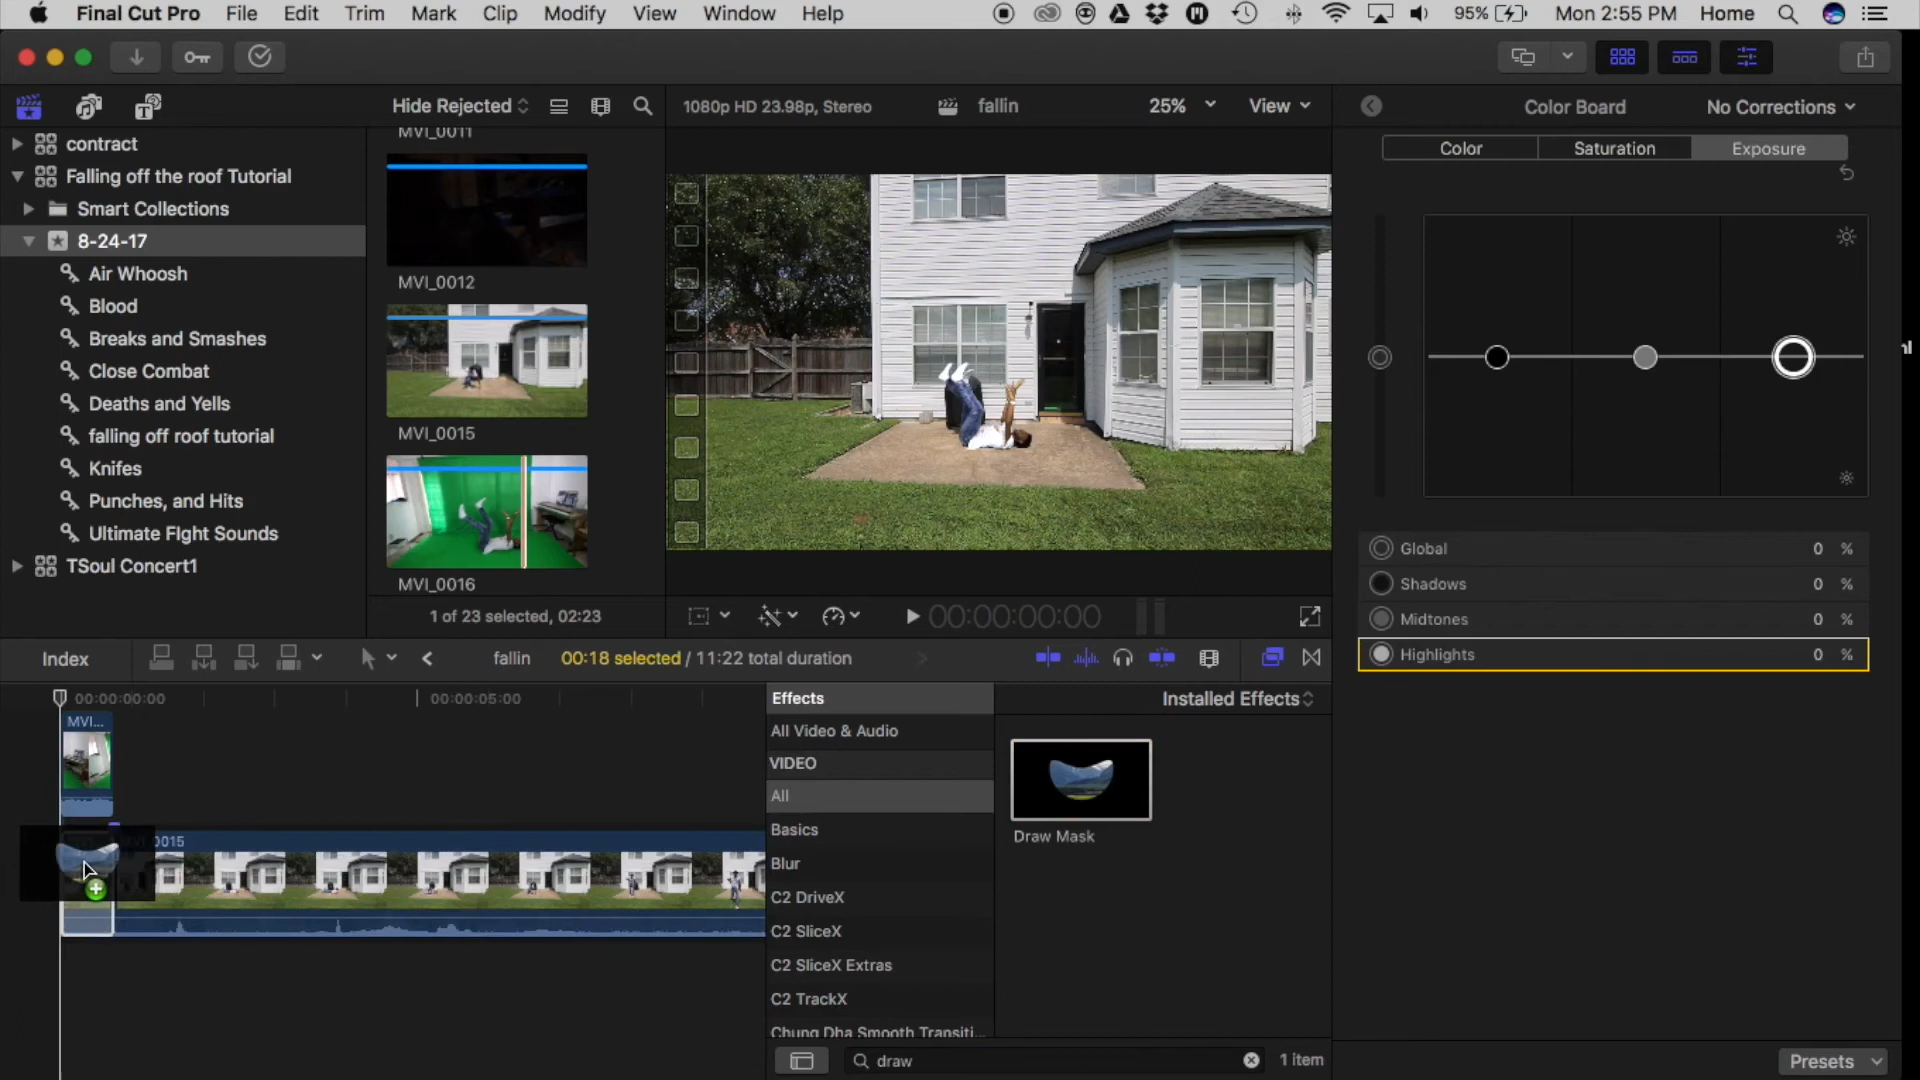 Final Cut Pro File Edit Trim Mark Clip Modify View Window Help 95% Mon 2:55 PM Home
Hide Rejected
1080p HD 23.98p, Stereo fallin 25% View
Color Board No Corrections
MVI_0011
contract
Falling off the roof Tutorial
Smart Collections
8-24-17
Air Whoosh
Blood
Breaks and Smashes
Close Combat
Deaths and Yells
falling off roof tutorial
Knifes
Punches, and Hits
Ultimate FIght Sounds
TSoul Concert1
MVI_0012
MVI_0015
MVI_0016
1 of 23 selected, 02:23
00:00:00:00
Color Saturation Exposure
Global 0 %
Shadows 0 %
Midtones 0 %
Highlights 0 %
Index fallin 00:18 selected / 11:22 total duration
00:00:00:00 00:00:05:00
MVI...
0015
Effects Installed Effects
All Video & Audio
VIDEO
All
Basics
Blur
C2 DriveX
C2 SliceX
C2 SliceX Extras
C2 TrackX
Chung Dha Smooth Transiti...
Draw Mask
draw 1 item
Presets